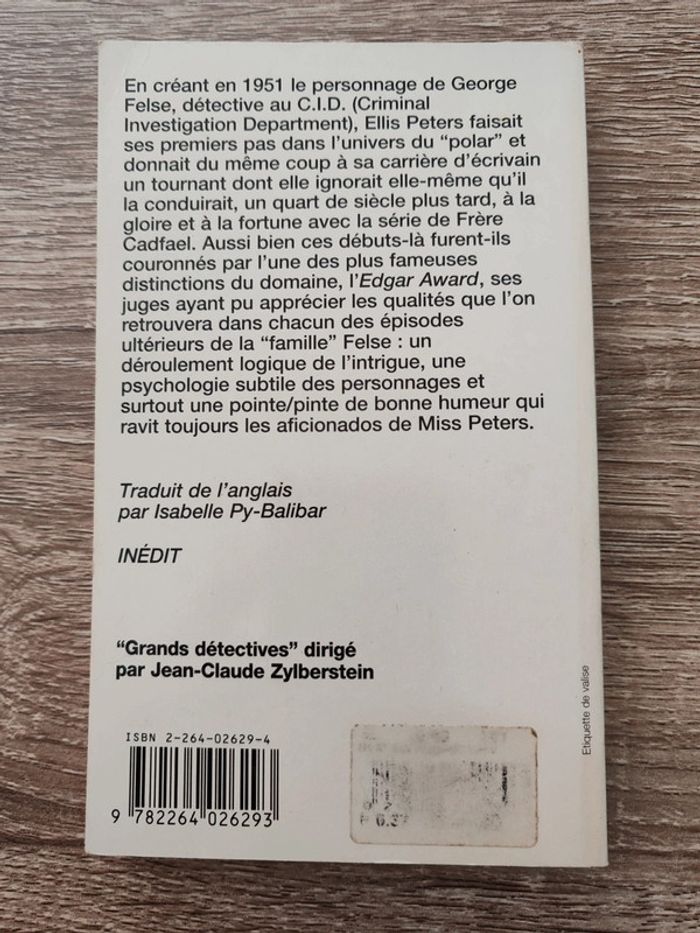 En créant en 1951 le personnage de George
Felse, détective au C.I.D. (Criminal
Investigation Department), Ellis Peters faisait
ses premiers pas dans l'univers du "polar" et
donnait du même coup à sa carrière d'écrivain
un tournant dont elle ignorait elle-même qu'il
la conduirait, un quart de siècle plus tard, à la
gloire et à la fortune avec la série de Frère
Cadfael. Aussi bien ces débuts-là furent-ils
couronnés par l'une des plus fameuses
distinctions du domaine, l'Edgar Award, ses
juges ayant pu apprécier les qualités que l'on
retrouvera dans chacun des épisodes
ultérieurs de la "famille" Felse : un
déroulement logique de l'intrigue, une
psychologie subtile des personnages et
surtout une pointe/pinte de bonne humeur qui
ravit toujours les aficionados de Miss Peters.
Traduit de l'anglais
par Isabelle Py-Balibar
INÉDIT
"Grands détectives" dirigé
par Jean-Claude Zylberstein
Etiquette de valise
ISBN 2-264-02629-4
9 782264 026293